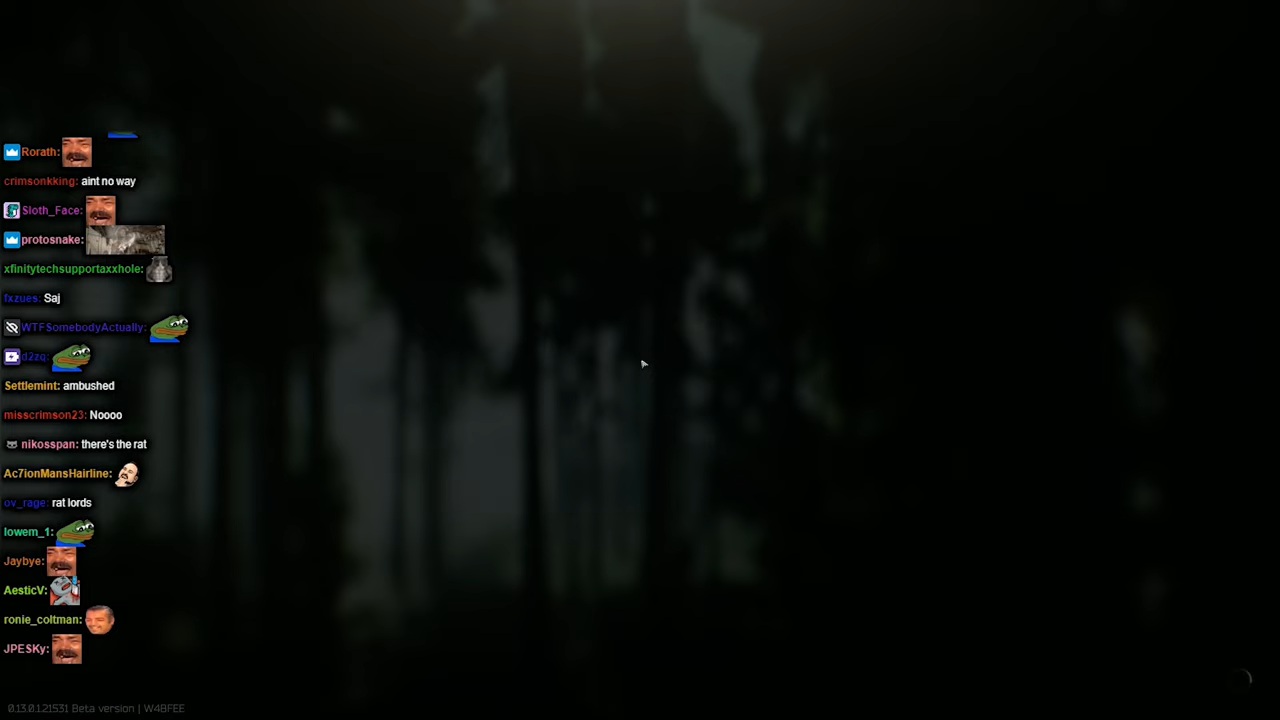 Rorath:
crimsonkking: aint no way
Sloth_Face:
protosnake:
xfinitytechsupportaxxhole:
fxzues: Saj
WTFSomebodyActually:
d2zq:
Settlemint: ambushed
misscrimson23: Noooo
nikosspan: there's the rat
Ac7ionMansHairline:
ov_rage: rat lords
lowem_1:
Jaybye:
AesticV:
ronie_coltman:
JPESKy:
0.13.0.1.21531 Beta version | W4BFEE